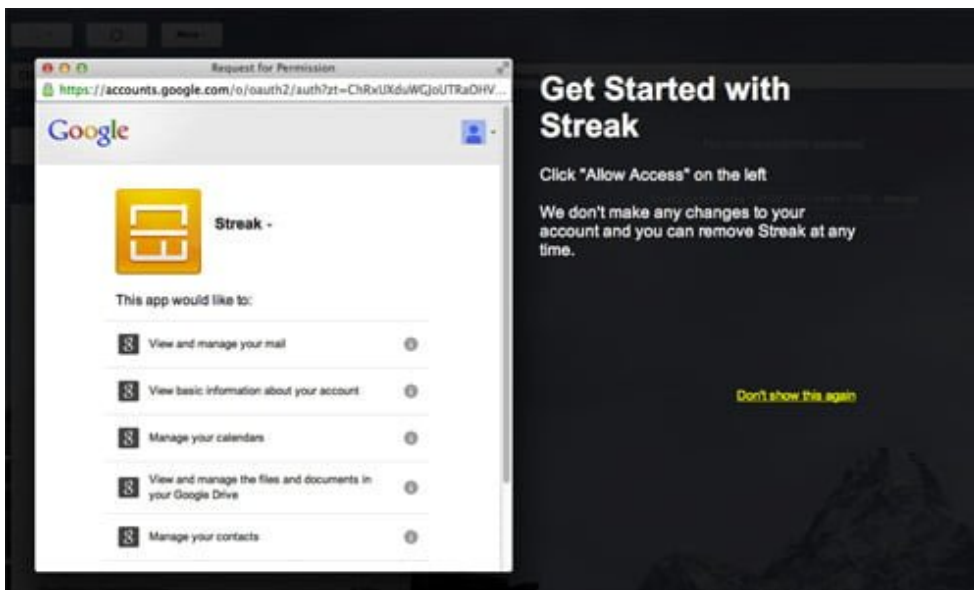 Request for Permission
https://accounts.google.com/o/oauth2/auth?zt=ChRxUXduWGJoUTRaOHV...
Google
Streak
This app would like to:
View and manage your mail
View basic information about your account
Manage your calendars
View and manage the files and documents in
your Google Drive
Manage your contacts
Get Started with
Streak
Click "Allow Access" on the left
We don't make any changes to your
account and you can remove Streak at any
time.
Don't show this again